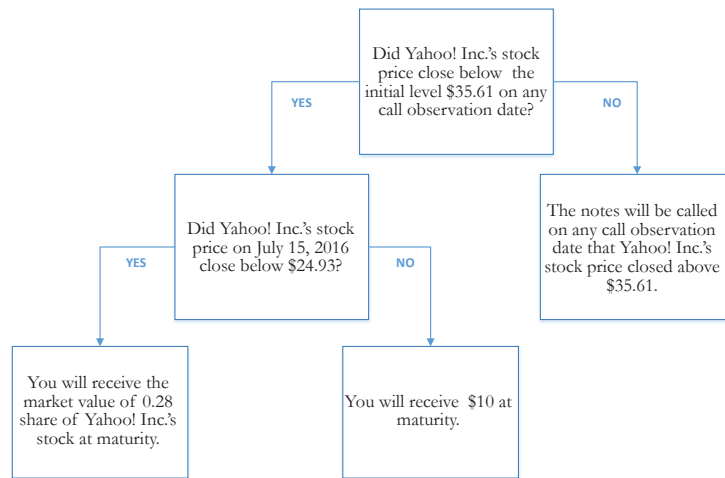 Did Yahoo! Inc.'s stock
price close below the
initial level $35.61 on any
call observation date?
YES
NO
Did Yahoo! Inc.'s stock
price on July 15, 2016
close below $24.93?
The notes will be called
on any call observation
date that Yahoo! Inc.'s
stock price closed above
$35.61.
YES
NO
You will receive the
market value of 0.28
share of Yahoo! Inc.'s
stock at maturity.
You will receive $10 at
maturity.